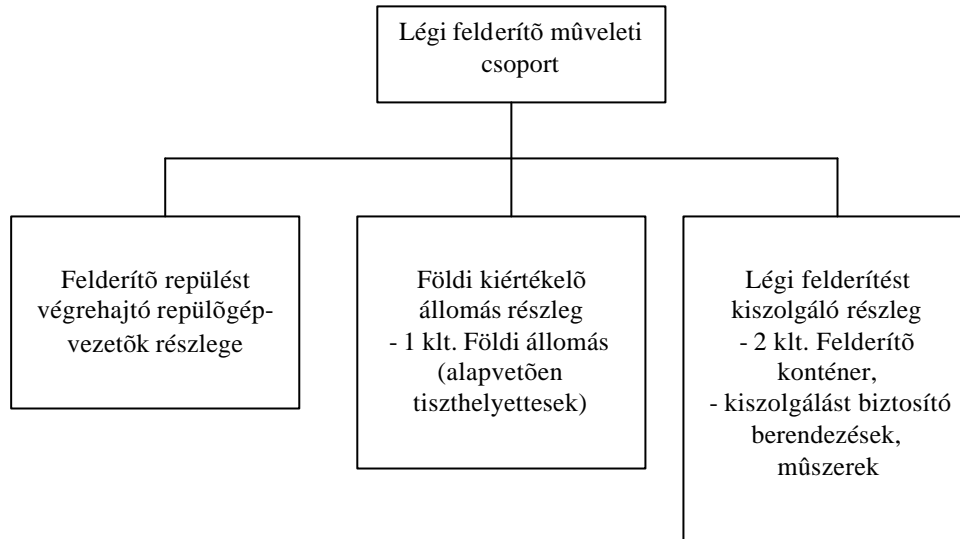 Légi felderítõ mûveleti
csoport
Felderítõ repülést
végrehajtó repülõgép-
vezetõk részlege
Földi kiértékelõ
állomás részleg
- 1 klt. Földi állomás
(alapvetõen
tiszthelyettesek)
Légi felderítést
kiszolgáló részleg
- 2 klt. Felderítõ
konténer,
- kiszolgálást biztosító
berendezések,
mûszerek